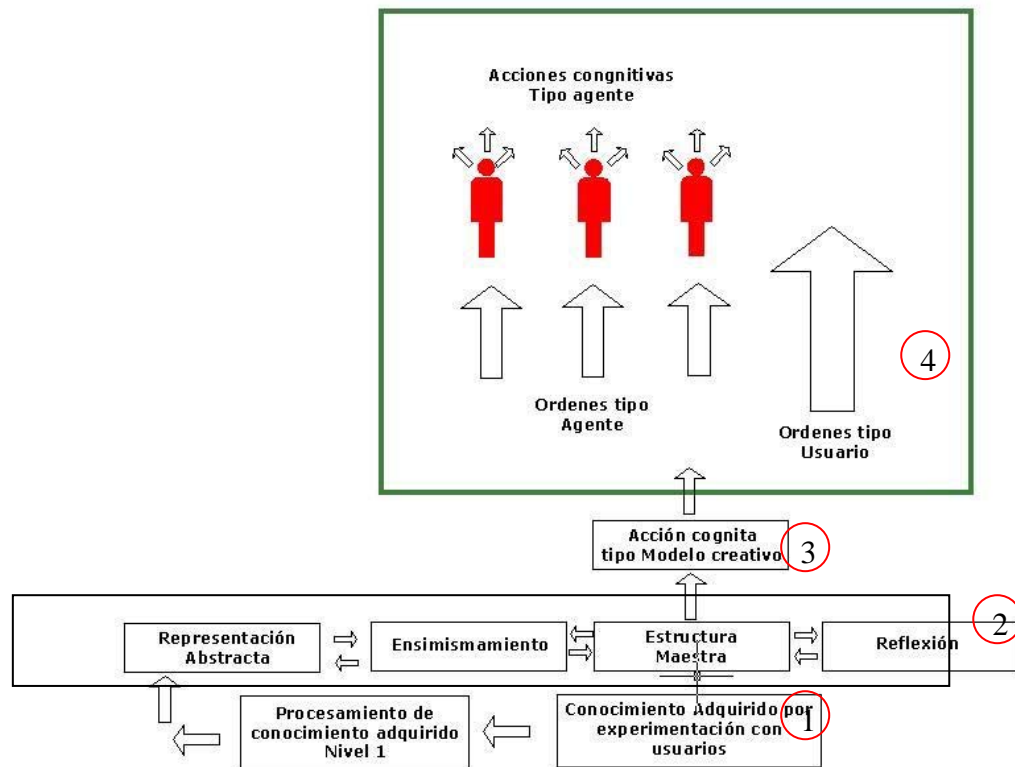 Acciones congnitivas
Tipo agente
Ordenes tipo
Agente
Ordenes tipo
Usuario
4
Acción cognita
tipo Modelo creativo
3
2
Representación
Abstracta
Ensimismamiento
Estructura
Maestra
Reflexión
Procesamiento de
conocimiento adquirido
Nivel 1
Conocimiento Adquirido por
experimentación con
usuarios
1